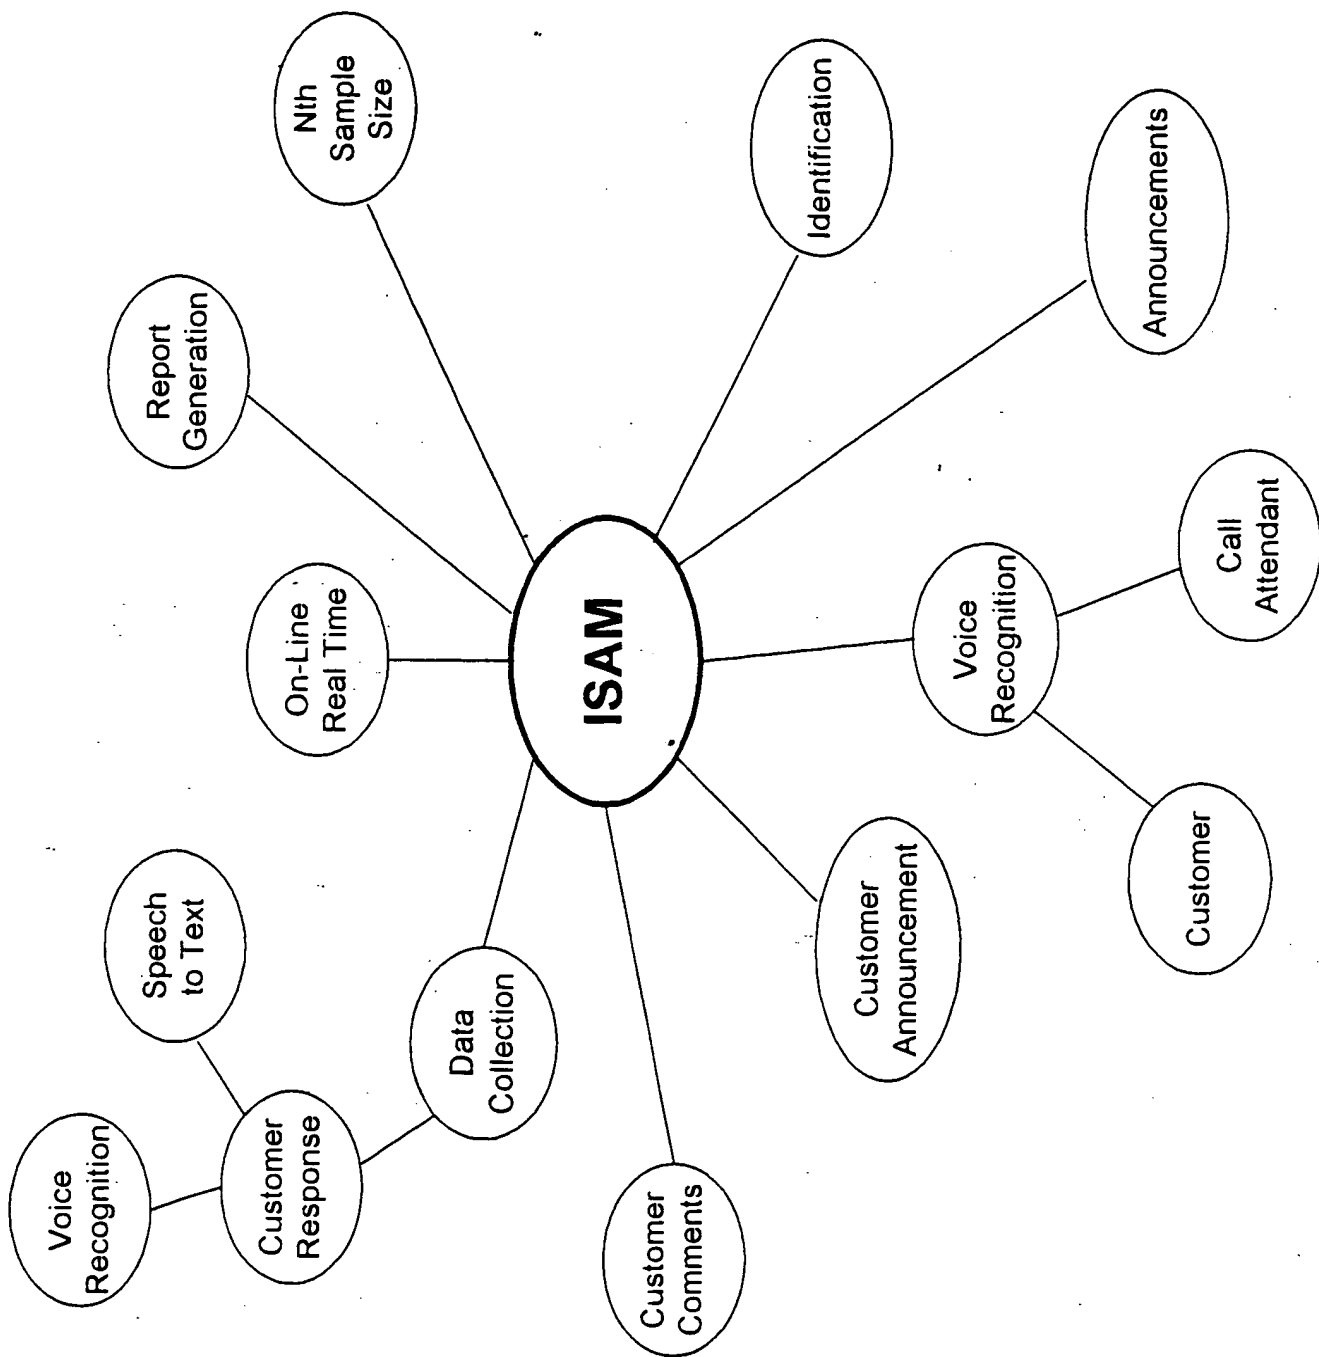 Voice
Recognition
Speech
to Text
Customer
Response
Data
Collection
Customer
Comments
On-Line
Real Time
Report
Generation
Nth
Sample
Size
ISAM
Identification
Announcements
Customer
Announcement
Voice
Recognition
Customer
Call
Attendant